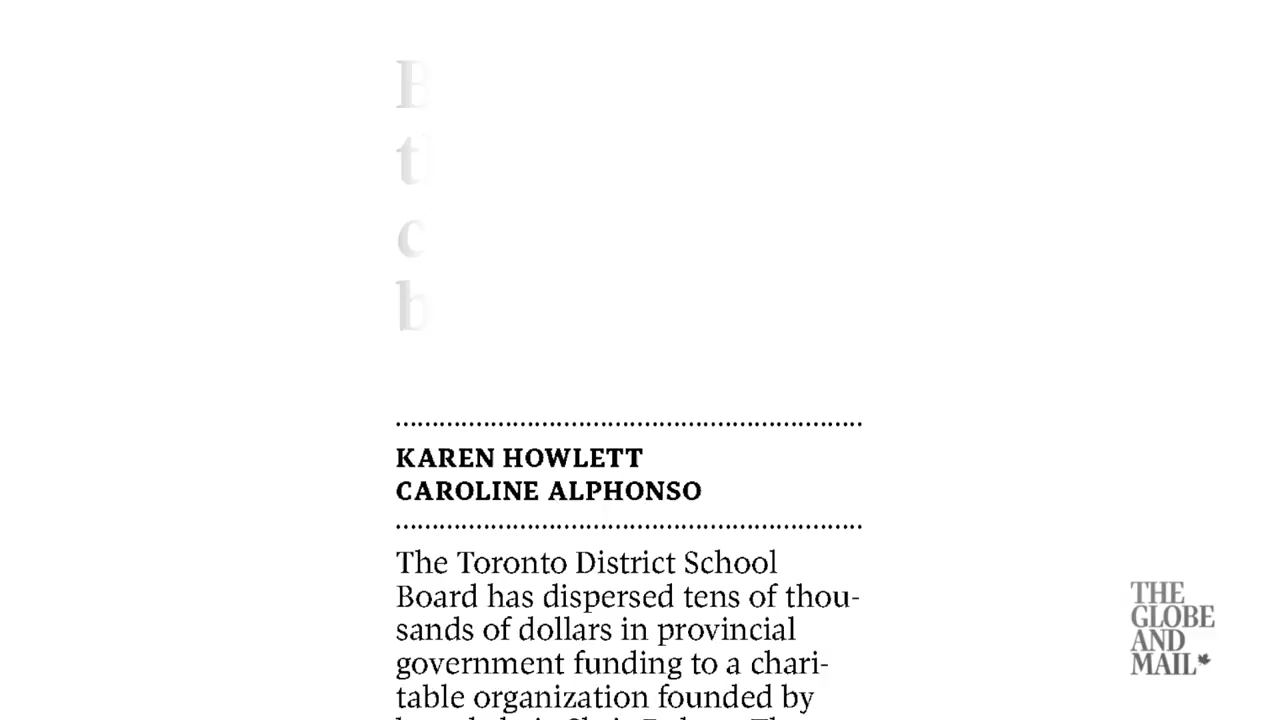 KAREN HOWLETT
CAROLINE ALPHONSO
The Toronto District School
Board has dispersed tens of thou-
sands of dollars in provincial
government funding to a chari-
table organization founded by
THE
GLOBE
AND
MAIL